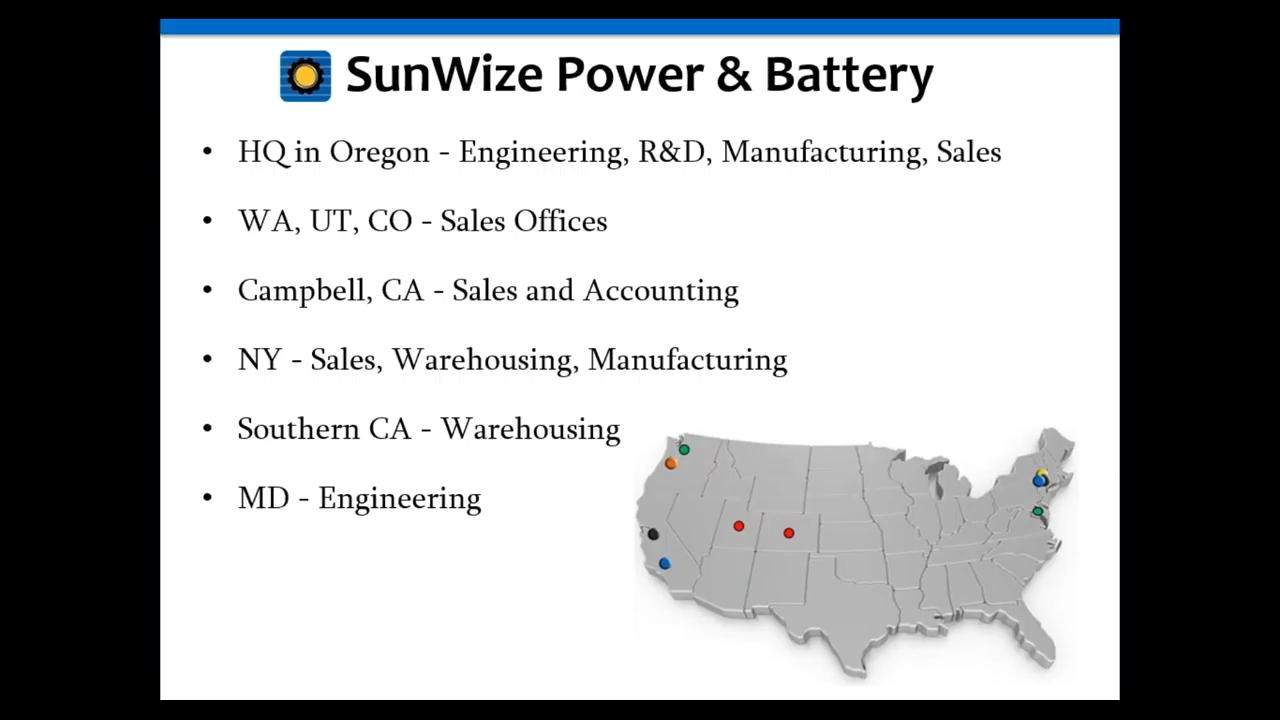 SunWize Power & Battery
• HQ in Oregon - Engineering, R&D, Manufacturing, Sales
• WA, UT, CO - Sales Offices
• Campbell, CA - Sales and Accounting
• NY - Sales, Warehousing, Manufacturing
• Southern CA - Warehousing
• MD - Engineering